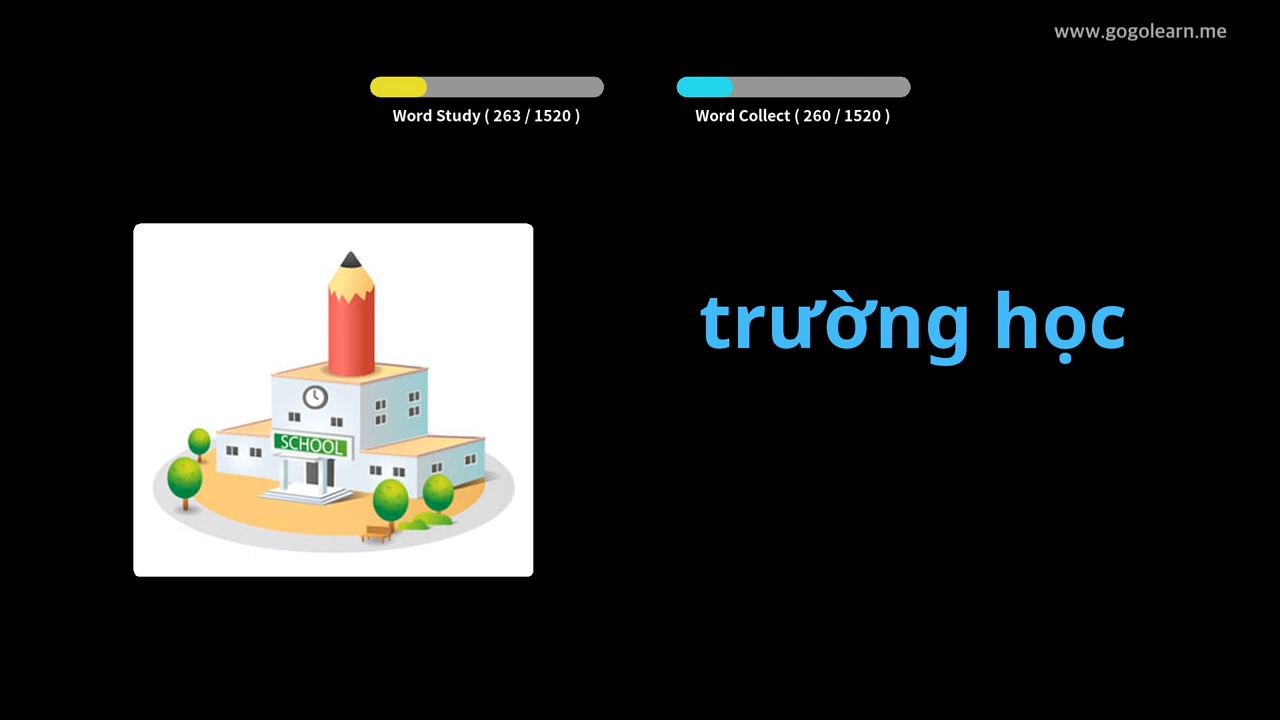 www.gogolearn.me
Word Study ( 263 / 1520 )
Word Collect ( 260 / 1520 )
trường học
SCHOOL